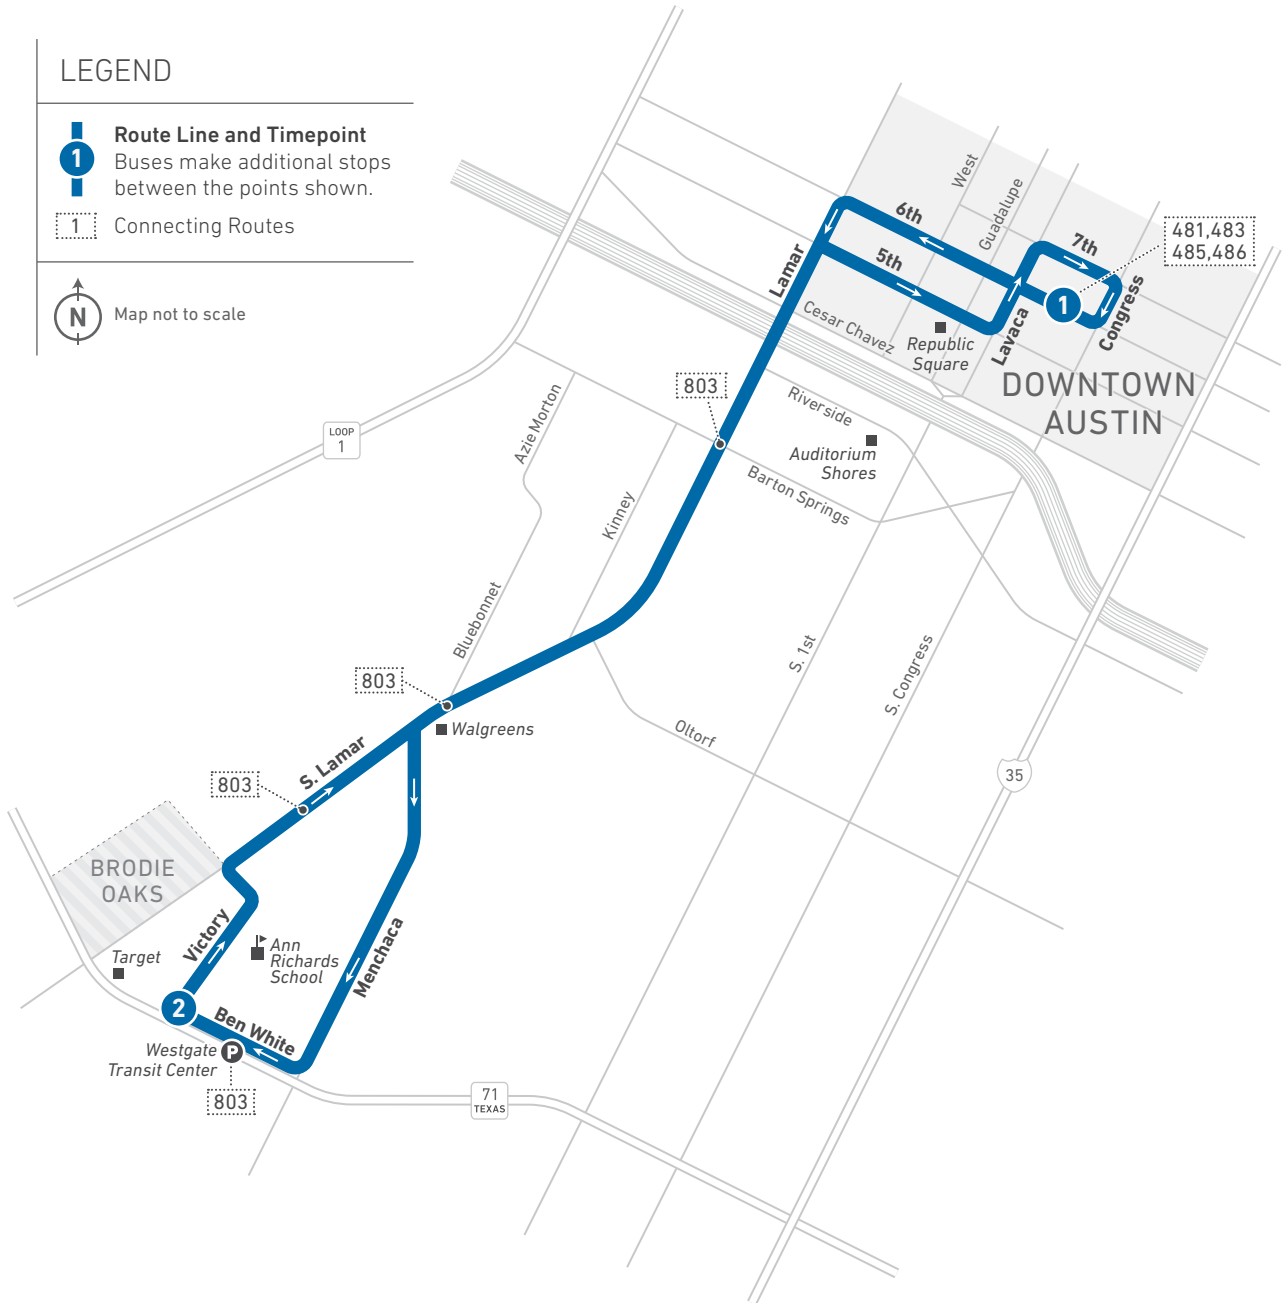 LEGEND
1
Route Line and Timepoint
Buses make additional stops
between the points shown.
1
Connecting Routes
N
Map not to scale
West
Guadalupe
6th
7th
5th
481,483
485,486
1
Lamar
Cesar Chavez
Republic
Square
Lavaca
Congress
DOWNTOWN
AUSTIN
803
Riverside
Auditorium
Shores
Barton Springs
LOOP
1
Azie Morton
Kinney
Bluebonnet
S. 1st
S. Congress
803
Walgreens
Oltorf
S. Lamar
803
35
BRODIE
OAKS
Victory
Target
Ann
Richards
School
Menchaca
2
Ben White
Westgate
Transit Center
P
803
71
TEXAS